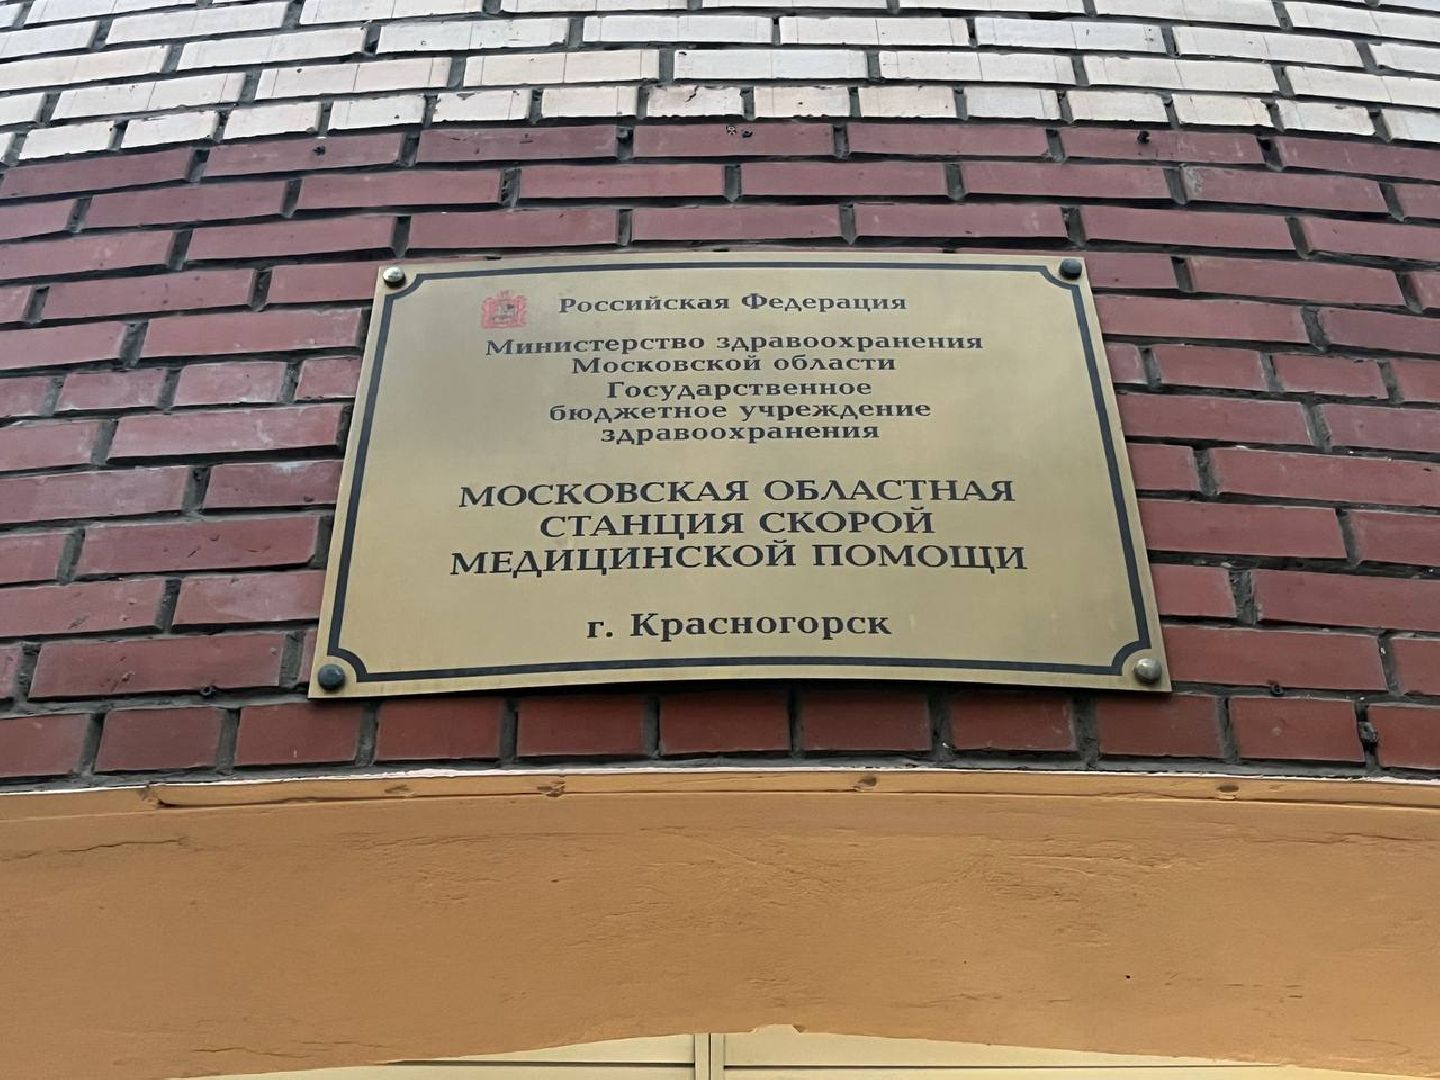 Российская Федерация
Министерство здравоохранения
Московской области
Государственное
бюджетное учреждение
здравоохранения
МОСКОВСКАЯ ОБЛАСТНАЯ
СТАНЦИЯ СКОРОЙ
МЕДИЦИНСКОЙ ПОМОЩИ
г. Красногорск